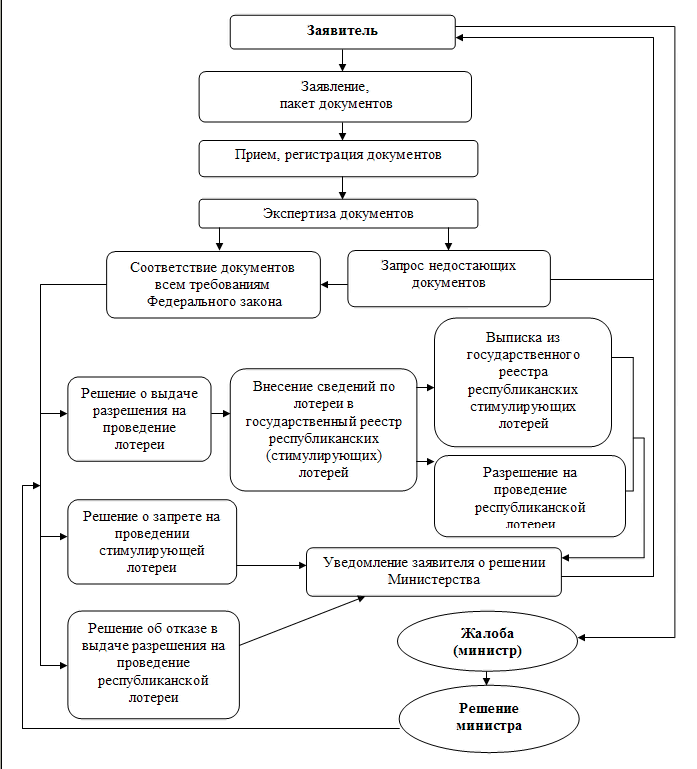 Заявитель
Заявление,
пакет документов
Прием, регистрация документов
Экспертиза документов
Соответствие документов
всем требованиям
Федерального закона
Запрос недостающих
документов
Решение о выдаче
разрешения на
проведение
лотереи
Внесение сведений по
лотереи в
государственный реестр
республиканских
(стимулирующих)
лотерей
Выписка из
государственного
реестра
республиканских
стимулирующих
лотерей
Разрешение на
проведение
республиканской
лотереи
Решение о запрете на
проведении
стимулирующей
лотереи
Уведомление заявителя о решении
Министерства
Решение об отказе в
выдаче разрешения на
проведение
республиканской
лотереи
Жалоба
(министр)
Решение
министра